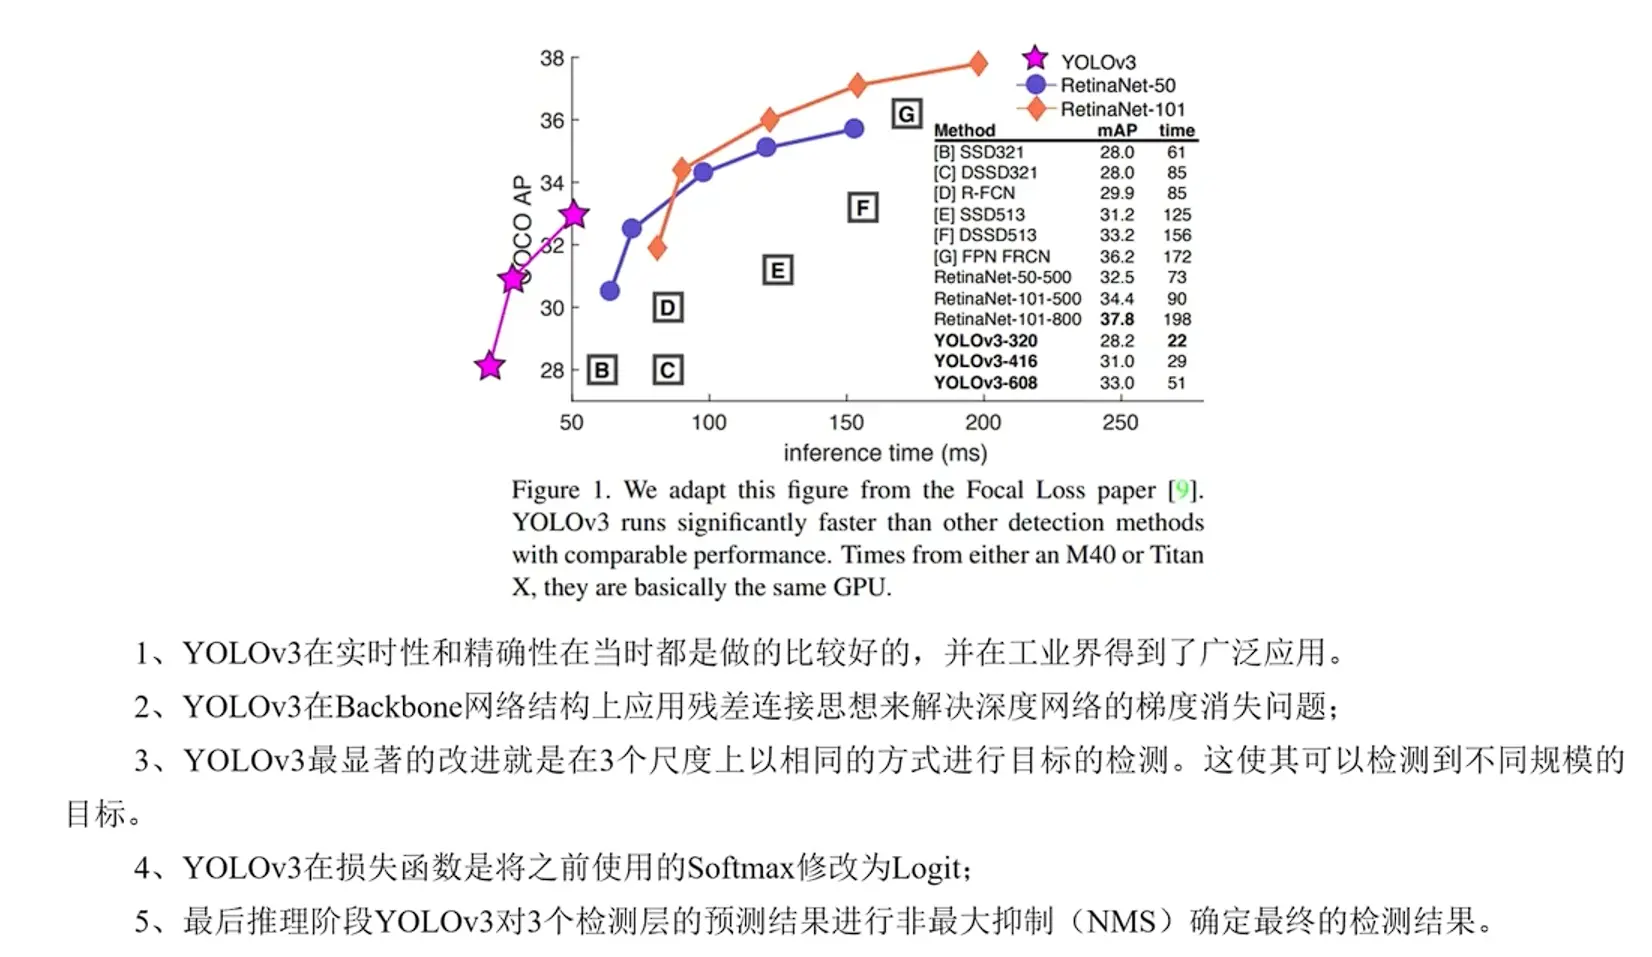 38
36
34
32
30
28
COCO AP
YOLOv3
RetinaNet-50
RetinaNet-101
G
F
E
D
B
C
Method mAP time
[B] SSD321 28.0 61
[C] DSSD321 28.0 85
[D] R-FCN 29.9 85
[E] SSD513 31.2 125
[F] DSSD513 33.2 156
[G] FPN FRCN 36.2 172
RetinaNet-50-500 32.5 73
RetinaNet-101-500 34.4 90
RetinaNet-101-800 37.8 198
YOLOv3-320 28.2 22
YOLOv3-416 31.0 29
YOLOv3-608 33.0 51
50 100 150 200 250
inference time (ms)
Figure 1. We adapt this figure from the Focal Loss paper [9].
YOLOv3 runs significantly faster than other detection methods
with comparable performance. Times from either an M40 or Titan
X, they are basically the same GPU.
1、YOLOv3在实时性和精确性在当时都是做的比较好的，并在工业界得到了广泛应用。
2、YOLOv3在Backbone网络结构上应用残差连接思想来解决深度网络的梯度消失问题；
3、YOLOv3最显著的改进就是在3个尺度上以相同的方式进行目标的检测。这使其可以检测到不同规模的
目标。
4、YOLOv3在损失函数是将之前使用的Softmax修改为Logit；
5、最后推理阶段YOLOv3对3个检测层的预测结果进行非最大抑制（NMS）确定最终的检测结果。